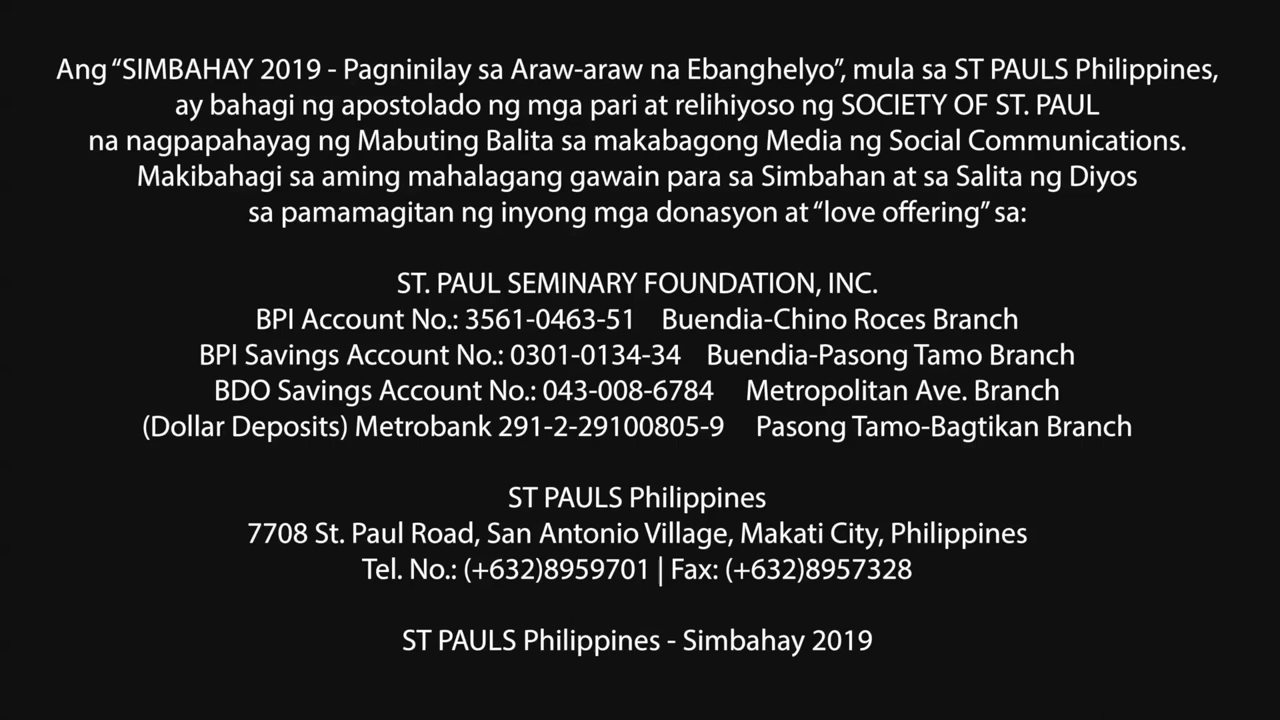 Ang “SIMBAHAY 2019 - Pagninilay sa Araw-araw na Ebanghelyo”, mula sa ST PAULS Philippines,
ay bahagi ng apostolado ng mga pari at relihiyoso ng SOCIETY OF ST. PAUL
na nagpapahayag ng Mabuting Balita sa makabagong Media ng Social Communications.
Makibahagi sa aming mahalagang gawain para sa Simbahan at sa Salita ng Diyos
sa pamamagitan ng inyong mga donasyon at “love offering” sa:
ST. PAUL SEMINARY FOUNDATION, INC.
BPI Account No.: 3561-0463-51 Buendia-Chino Roces Branch
BPI Savings Account No.: 0301-0134-34 Buendia-Pasong Tamo Branch
BDO Savings Account No.: 043-008-6784 Metropolitan Ave. Branch
(Dollar Deposits) Metrobank 291-2-29100805-9 Pasong Tamo-Bagtikan Branch
ST PAULS Philippines
7708 St. Paul Road, San Antonio Village, Makati City, Philippines
Tel. No.: (+632)8959701 | Fax: (+632)8957328
ST PAULS Philippines - Simbahay 2019